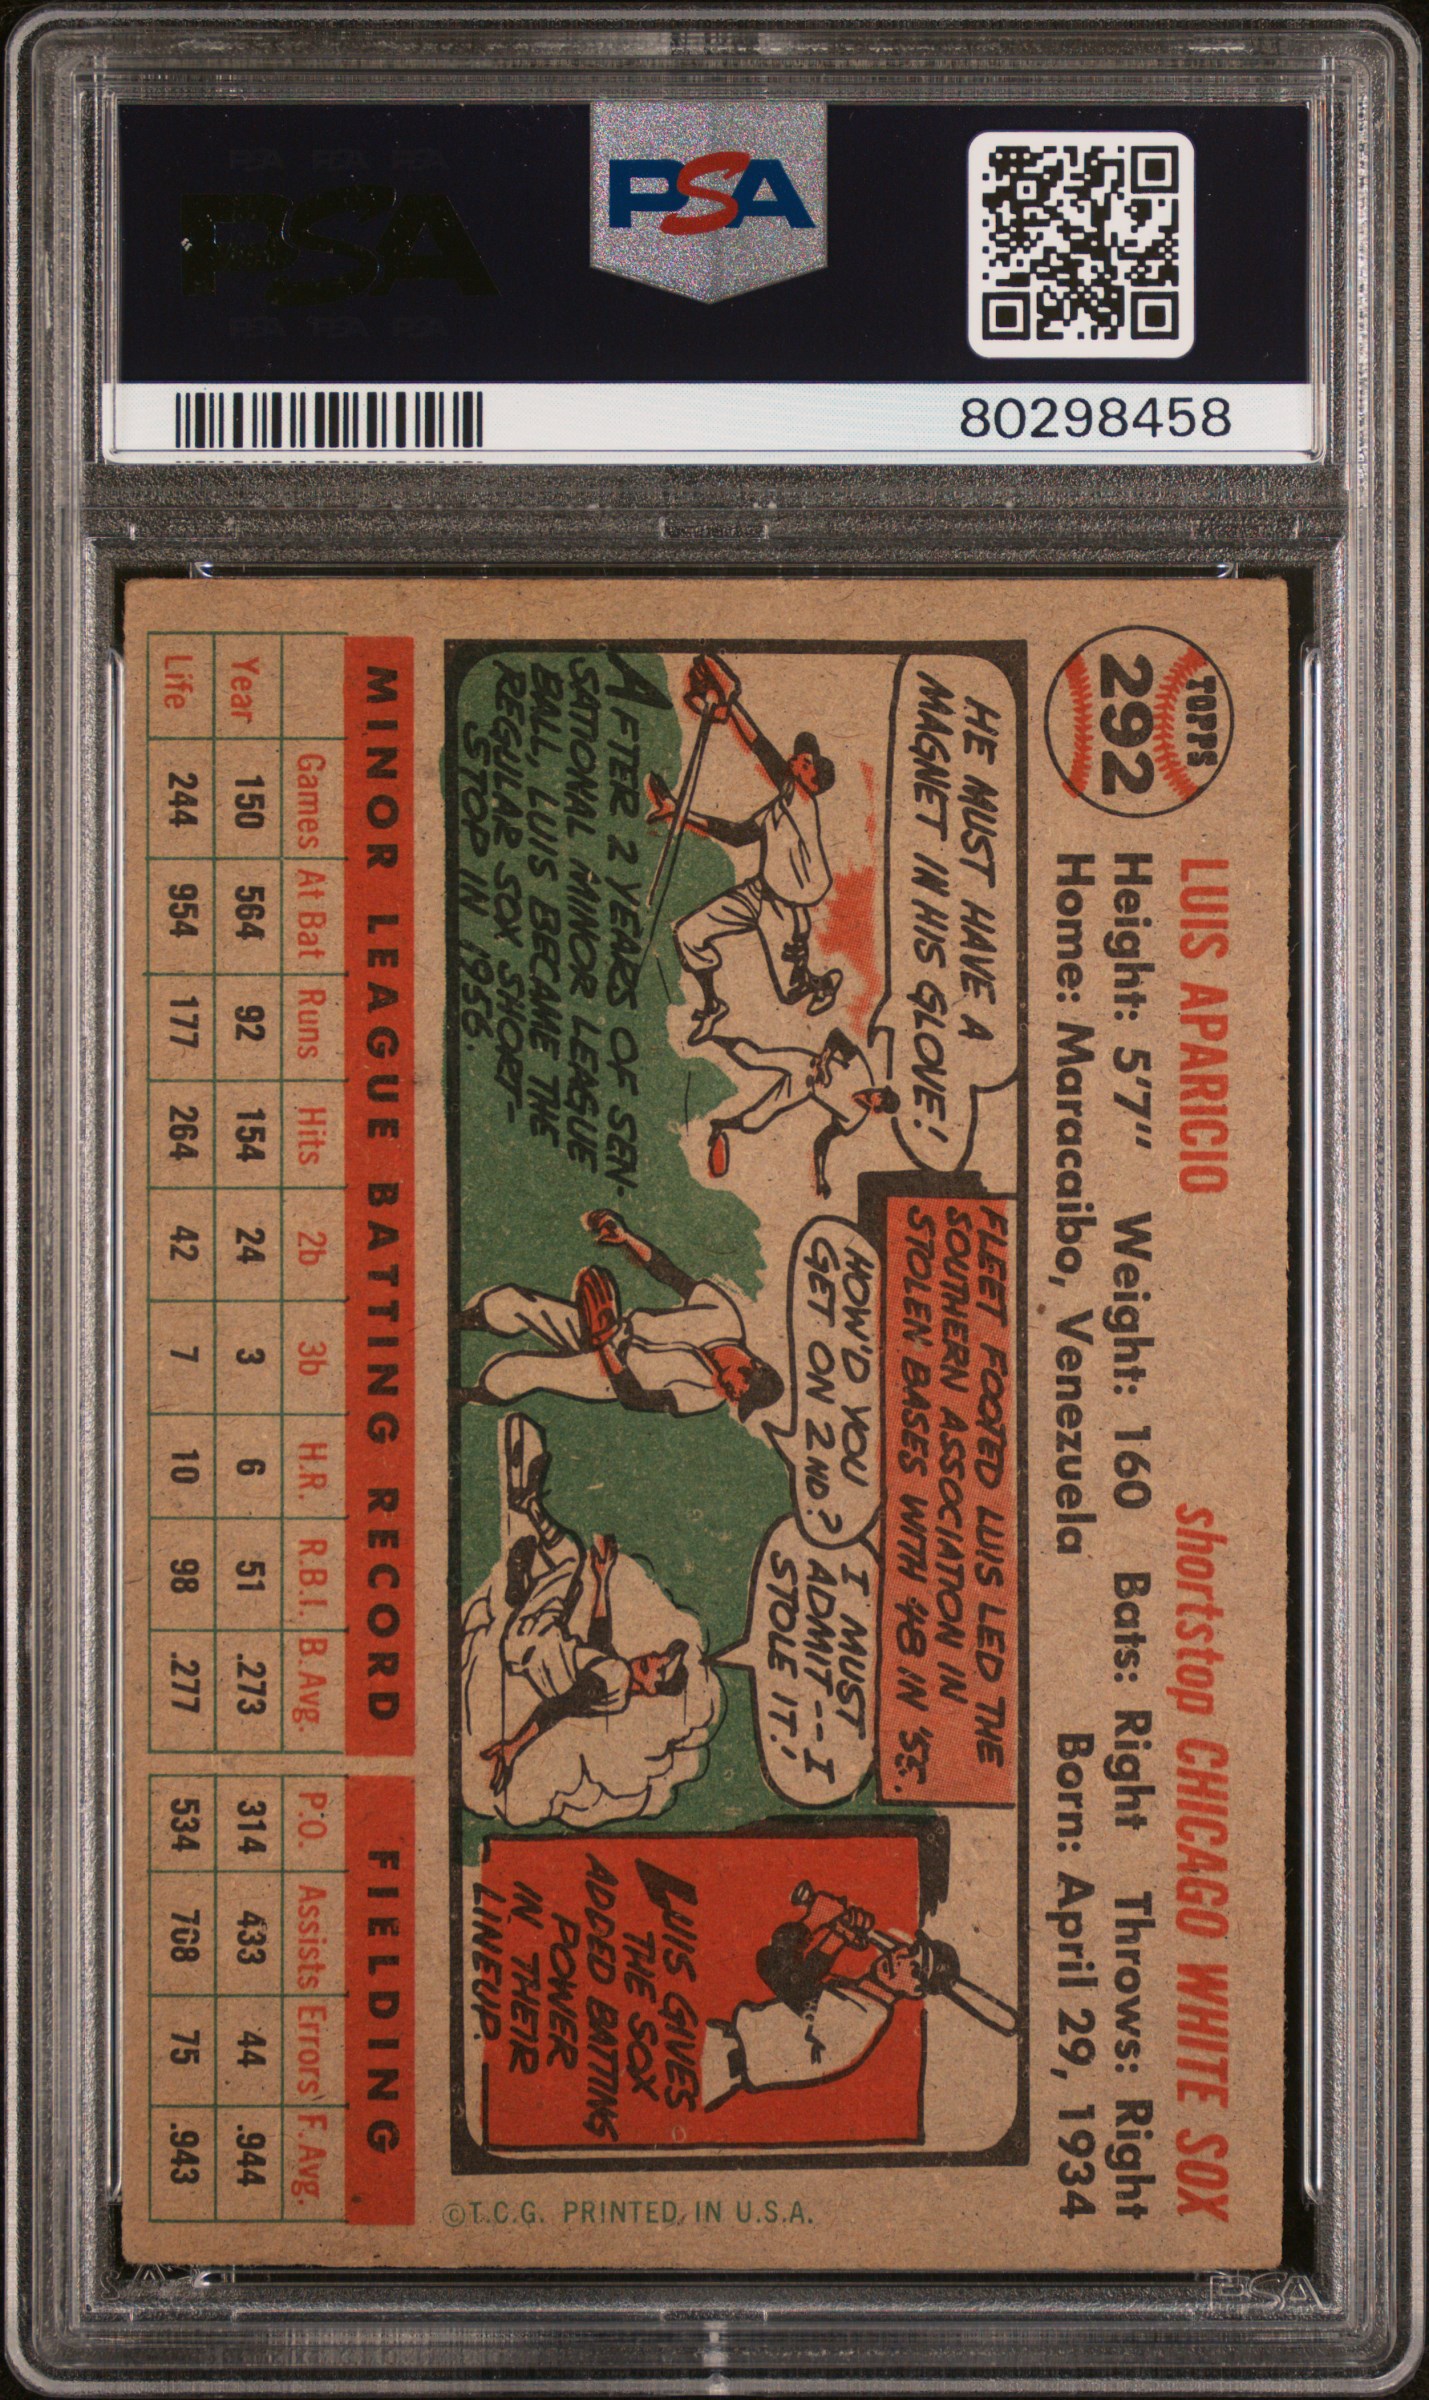 PSA
PSA
80298458
TOPPS
292
LUIS APARICIO
shortstop CHICAGO WHITE SOX
Height: 5'7" Weight: 160 Bats: Right Throws: Right
Home: Maracaibo, Venezuela Born: April 29, 1934
HE MUST HAVE A
MAGNET IN HIS GLOVE!
AFTER 2 YEARS OF SEN-
SATIONAL MINOR LEAGUE
BALL, LUIS BECAME THE
REGULAR SOX SHORT-
STOP IN 1956.
FLEET FOOTED LUIS LED THE
SOUTHERN ASSOCIATION IN
STOLEN BASES WITH 48 IN '55.
HOW'D YOU
GET ON 2ND?
I MUST
ADMIT--I
STOLE IT!
LUIS GIVES
THE SOX
ADDED BATTING
POWER
IN THEIR
LINEUP.
MINOR LEAGUE BATTING RECORD FIELDING
Games At Bat Runs Hits 2b 3b H.R. R.B.I. B.Avg. P.O. Assists Errors F. Avg.
Year 150 564 92 154 24 3 6 51 .273 314 433 44 .944
Life 244 954 177 264 42 7 10 98 .277 534 708 75 .943
©T.C.G. PRINTED IN U.S.A.
PSA